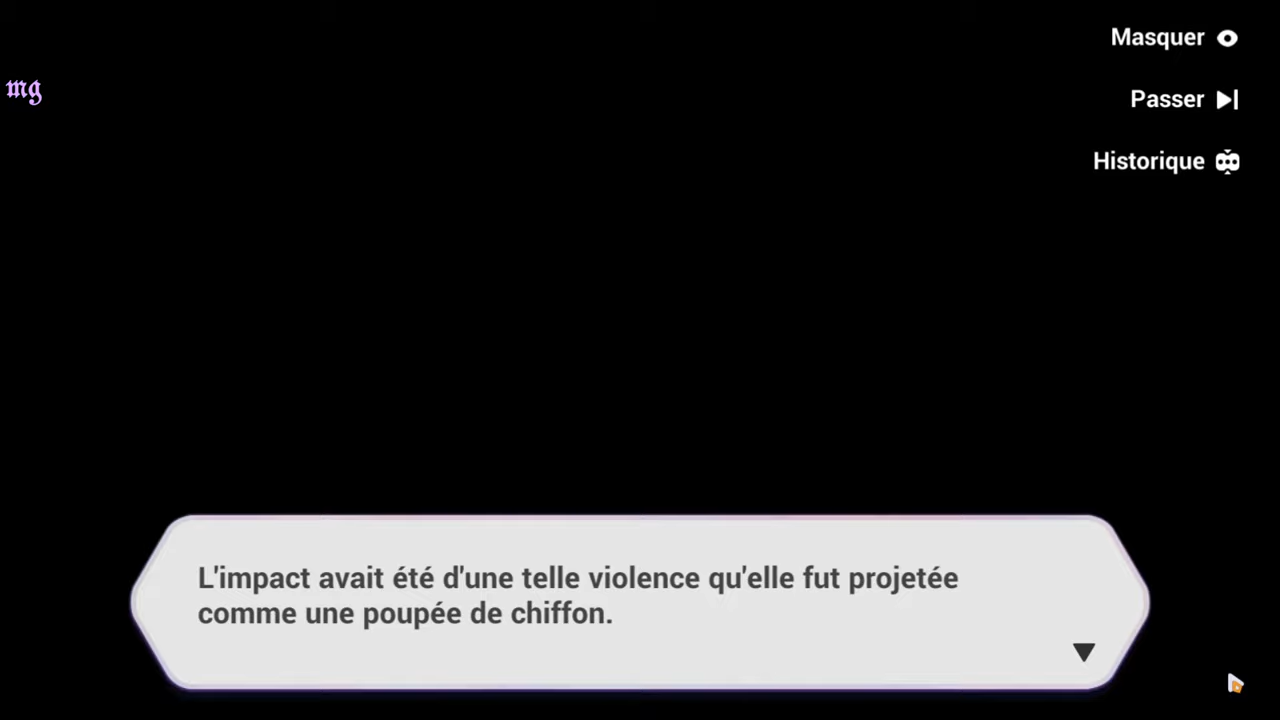 Masquer
mg
Passer
Historique
L'impact avait été d'une telle violence qu'elle fut projetée
comme une poupée de chiffon.